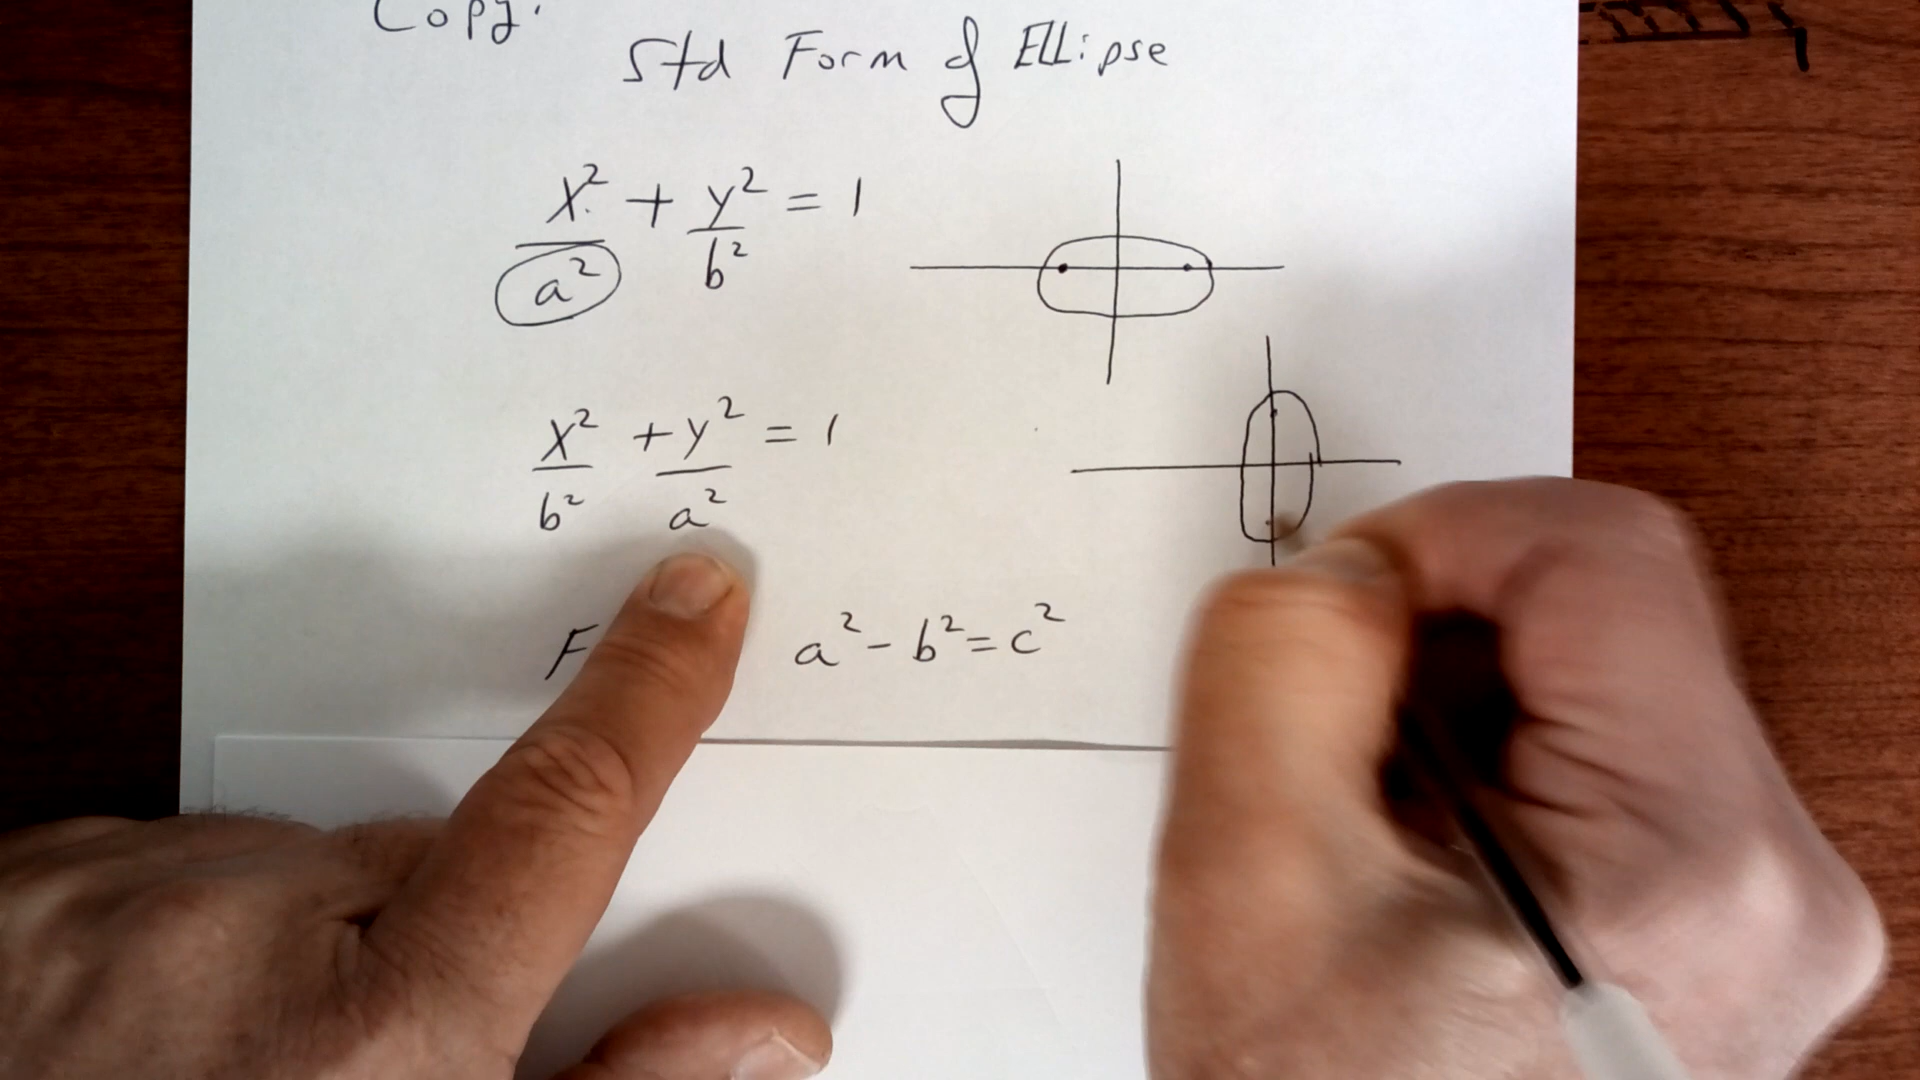 Copy.
Std Form of Ellipse
x²/a² + y²/b² = 1
x²/b² + y²/a² = 1
F a² - b² = c²